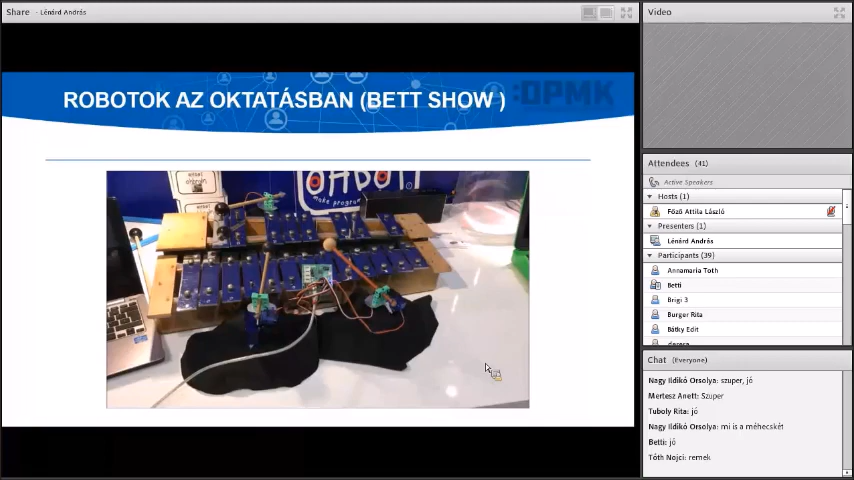 Share - Lénárd András
ROBOTOK AZ OKTATÁSBAN (BETT SHOW )
:OPMK
OHBOT
make program
Video
Attendees (41)
Active Speakers
Hosts (1)
Főző Attila László
Presenters (1)
Lénárd András
Participants (39)
Annamaria Toth
Betti
Brigi 3
Burger Rita
Bátky Edit
Chat (Everyone)
Nagy Ildikó Orsolya: szuper, jó
Mertesz Anett: Szuper
Tuboly Rita: jó
Nagy Ildikó Orsolya: mi is a méhecskét
Betti: jó
Tóth Nojci: remek